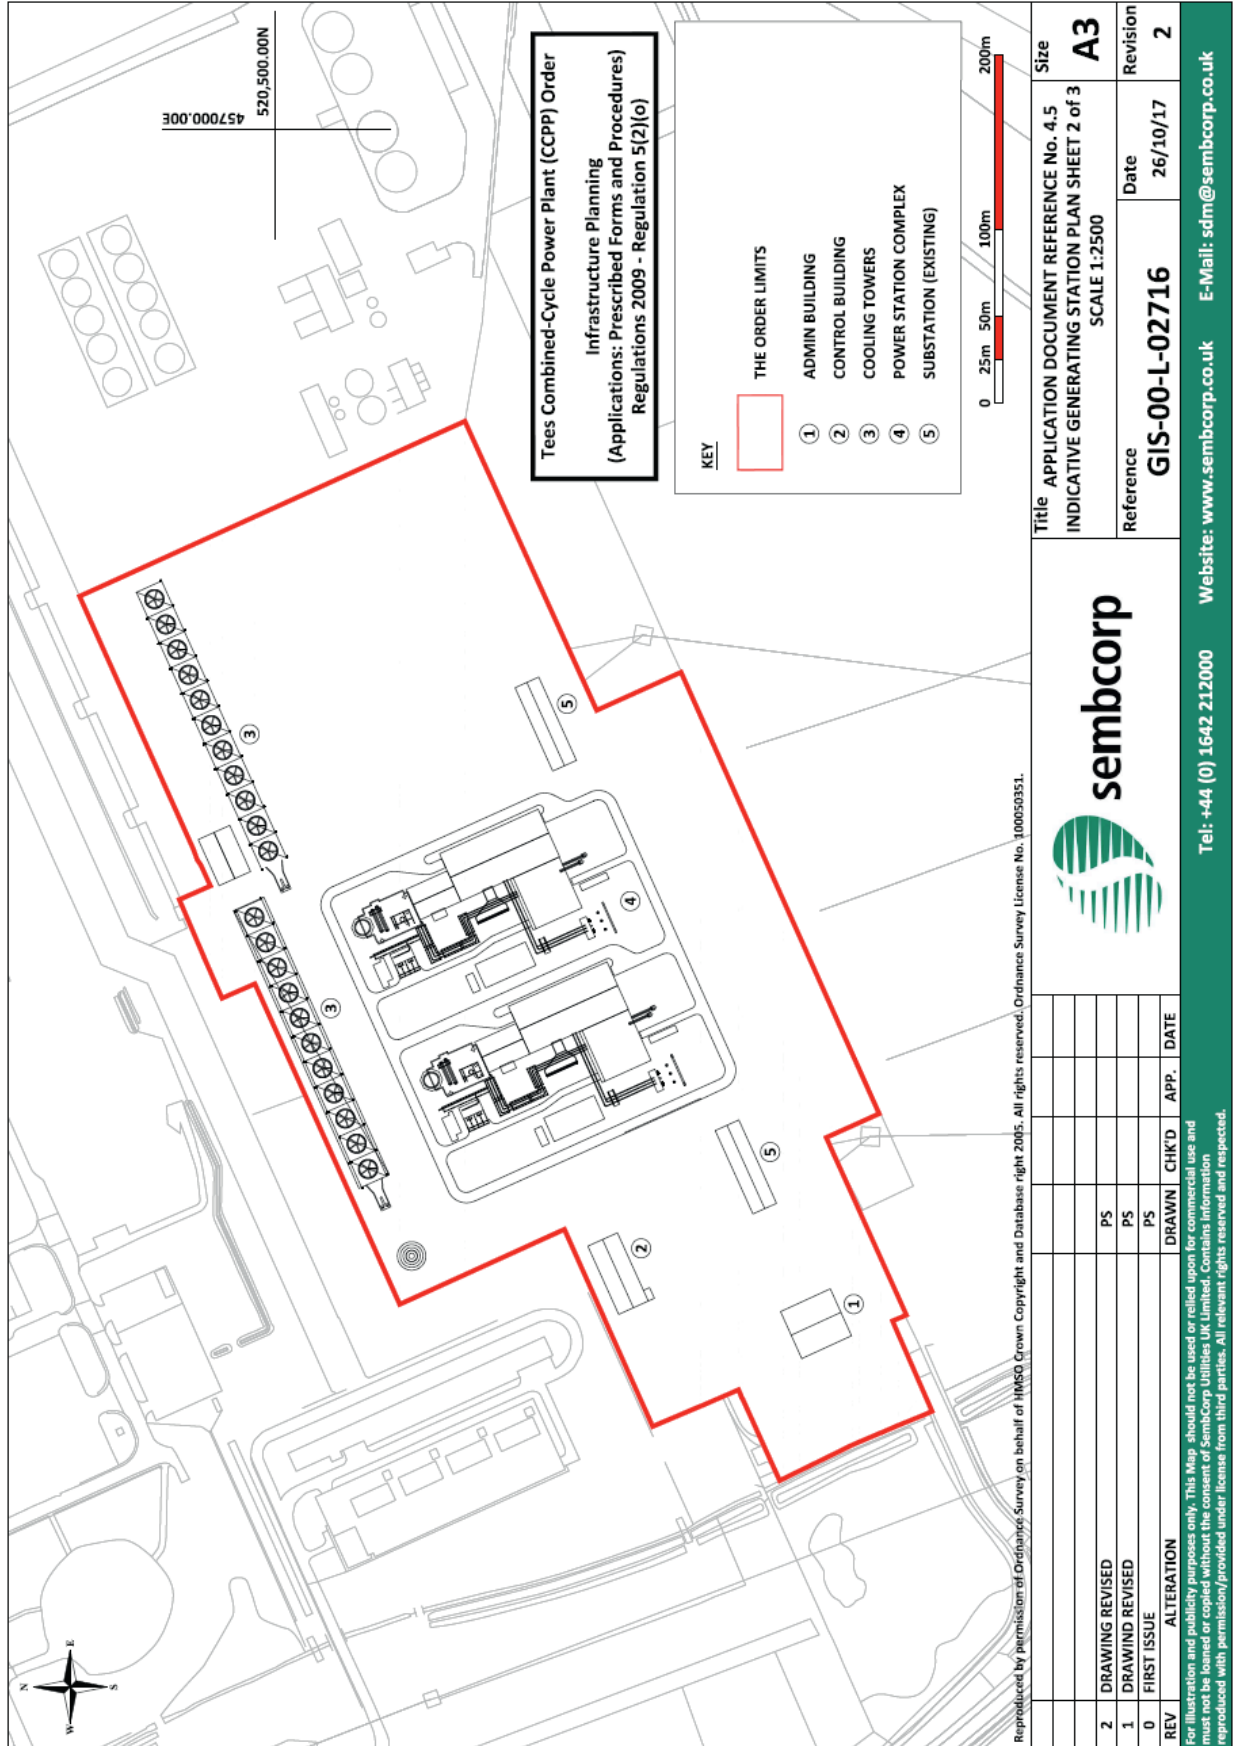 N
W
E
S
457000.00E
520,500.00N
Tees Combined-Cycle Power Plant (CCPP) Order
Infrastructure Planning
(Applications: Prescribed Forms and Procedures)
Regulations 2009 - Regulation 5(2)(o)
KEY
THE ORDER LIMITS
1 ADMIN BUILDING
2 CONTROL BUILDING
3 COOLING TOWERS
4 POWER STATION COMPLEX
5 SUBSTATION (EXISTING)
0 25m 50m 100m 200m
3
3
5
4
5
2
1
Reproduced by permission of Ordnance Survey on behalf of HMSO Crown Copyright and Database right 2005. All rights reserved. Ordnance Survey License No. 100050351.
2 DRAWING REVISED PS
1 DRAWIND REVISED PS
0 FIRST ISSUE PS
REV ALTERATION DRAWN CHK'D APP. DATE
sembcorp
Title APPLICATION DOCUMENT REFERENCE No. 4.5
INDICATIVE GENERATING STATION PLAN SHEET 2 of 3
SCALE 1:2500
Size
A3
Reference
GIS-00-L-02716
Date
26/10/17
Revision
2
For illustration and publicity purposes only. This Map should not be used or relied upon for commercial use and
must not be loaned or copied without the consent of SembCorp Utilities UK Limited. Contains information
reproduced with permission/provided under license from third parties. All relevant rights reserved and respected.
Tel: +44 (0) 1642 212000 Website: www.sembcorp.co.uk E-Mail: sdm@sembcorp.co.uk